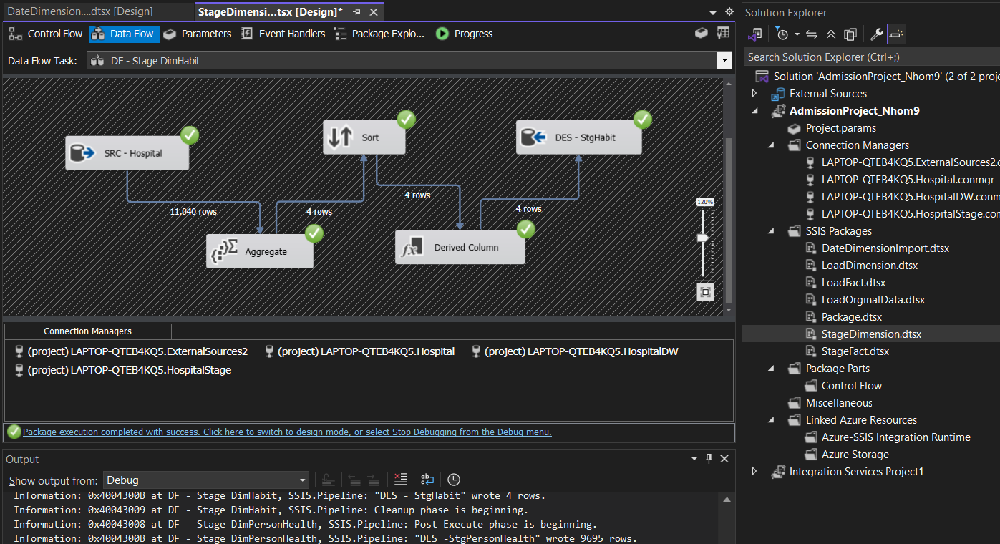 DateDimension....dtsx [Design]
StageDimensi...tsx [Design]*
Control Flow
Data Flow
Parameters
Event Handlers
Package Explo...
Progress
Data Flow Task:
DF - Stage DimHabit
SRC - Hospital
Sort
DES - StgHabit
4 rows
11,040 rows
4 rows
4 rows
120%
Aggregate
Derived Column
Connection Managers
(project) LAPTOP-QTEB4KQ5.ExternalSources2
(project) LAPTOP-QTEB4KQ5.Hospital
(project) LAPTOP-QTEB4KQ5.HospitalDW
(project) LAPTOP-QTEB4KQ5.HospitalStage
Package execution completed with success. Click here to switch to design mode, or select Stop Debugging from the Debug menu.
Output
Show output from:
Debug
Information: 0x4004300B at DF - Stage DimHabit, SSIS.Pipeline: "DES - StgHabit" wrote 4 rows.
Information: 0x40043009 at DF - Stage DimHabit, SSIS.Pipeline: Cleanup phase is beginning.
Information: 0x40043008 at DF - Stage DimPersonHealth, SSIS.Pipeline: Post Execute phase is beginning.
Information: 0x4004300B at DF - Stage DimPersonHealth, SSIS.Pipeline: "DES -StgPersonHealth" wrote 9695 rows.
Solution Explorer
Search Solution Explorer (Ctrl+;)
Solution 'AdmissionProject_Nhom9' (2 of 2 proje
External Sources
AdmissionProject_Nhom9
Project.params
Connection Managers
LAPTOP-QTEB4KQ5.ExternalSources2.c
LAPTOP-QTEB4KQ5.Hospital.conmgr
LAPTOP-QTEB4KQ5.HospitalDW.conm
LAPTOP-QTEB4KQ5.HospitalStage.con
SSIS Packages
DateDimensionImport.dtsx
LoadDimension.dtsx
LoadFact.dtsx
LoadOrginalData.dtsx
Package.dtsx
StageDimension.dtsx
StageFact.dtsx
Package Parts
Control Flow
Miscellaneous
Linked Azure Resources
Azure-SSIS Integration Runtime
Azure Storage
Integration Services Project1